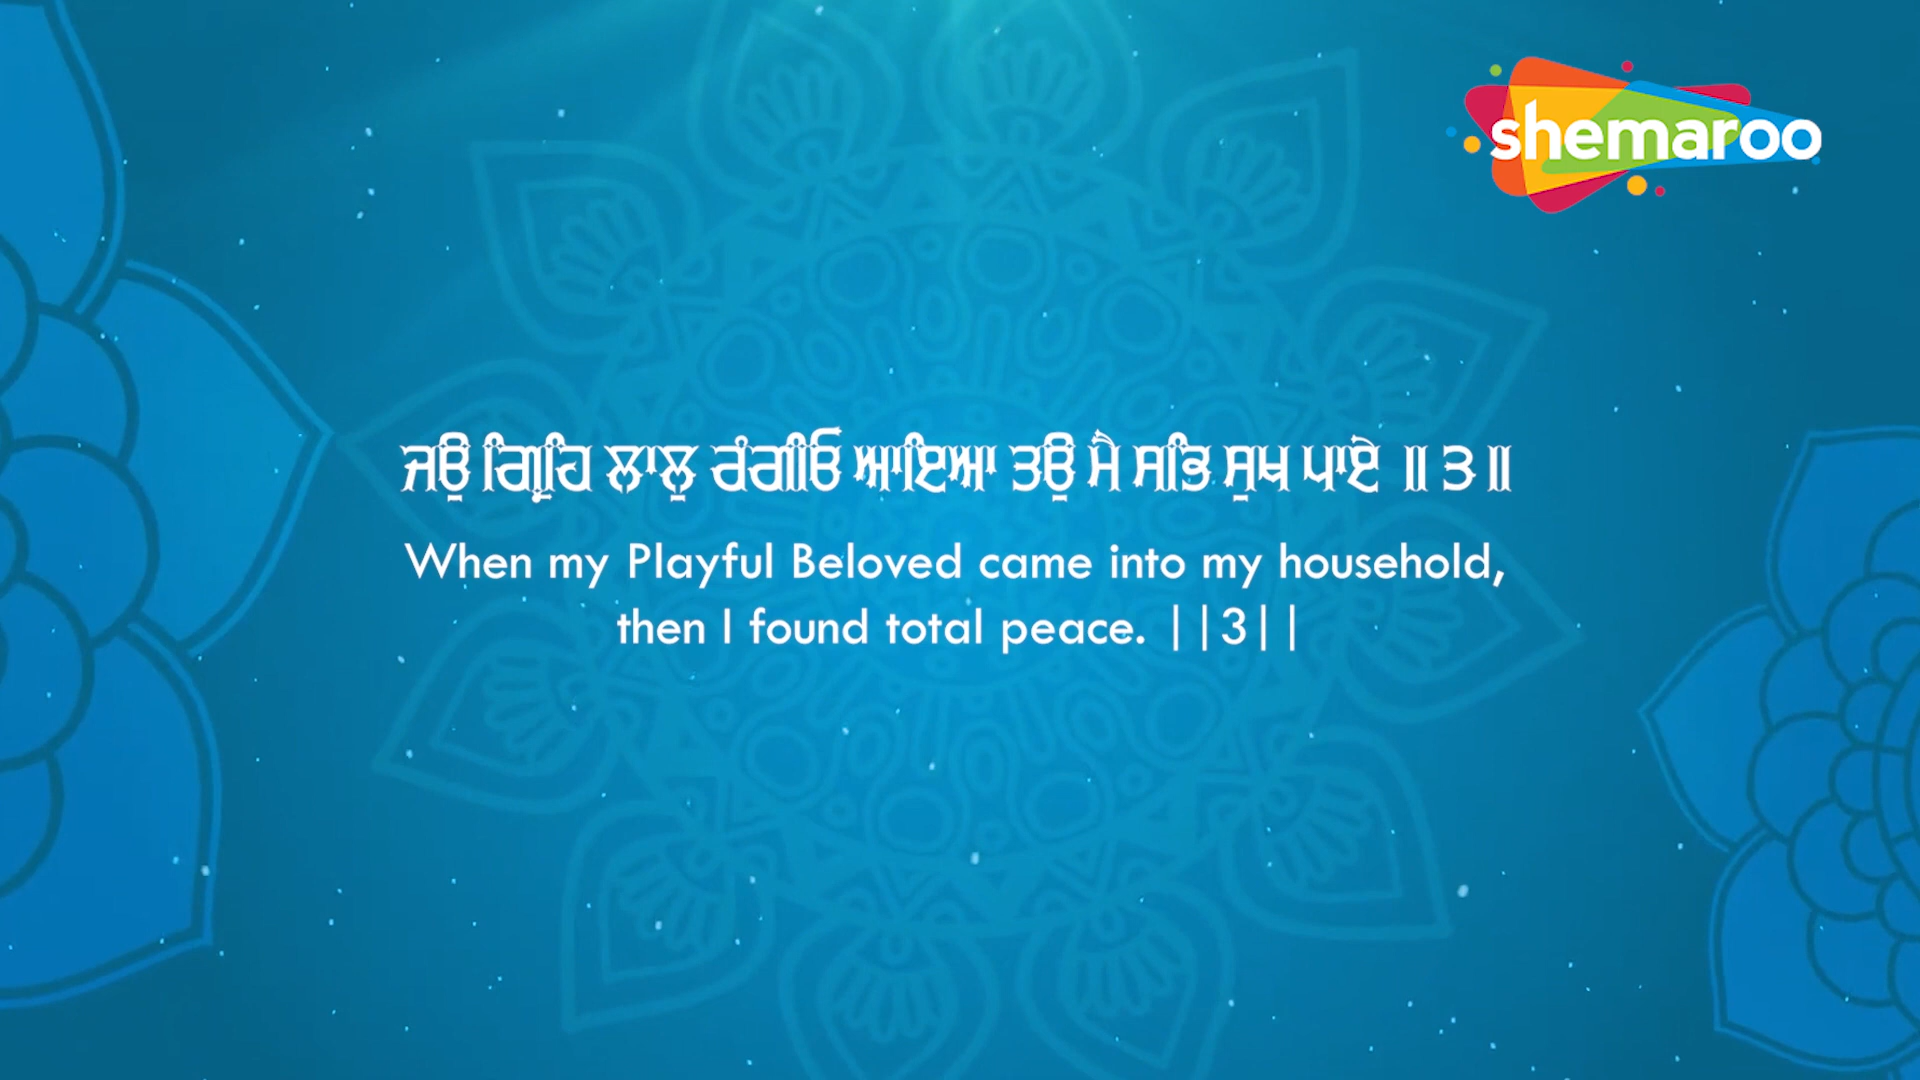 shemaroo
ਜਉ ਗ੍ਰਿਹਿ ਲਾਲੁ ਰੰਗੀਓ ਆਇਆ ਤਉ ਮੈ ਸਭਿ ਸੁਖ ਪਾਏ ॥੩॥
When my Playful Beloved came into my household,
then I found total peace. ||3||